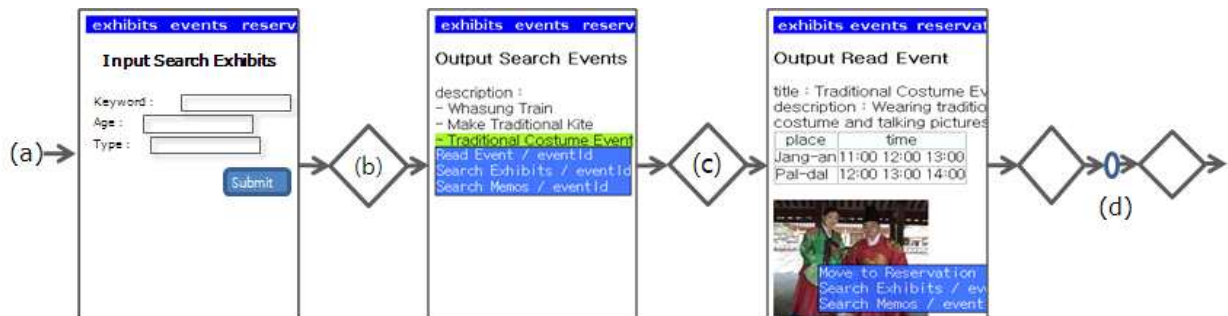 (a)
exhibits events reserv
Input Search Exhibits
Keyword :
Age :
Type :
Submit
(b)
exhibits events reserv
Output Search Events
description :
- Whasung Train
- Make Traditional Kite
- Traditional Costume Event
Read Event / eventId
Search Exhibits / eventId
Search Memos / eventId
(c)
exhibits events reservat
Output Read Event
title : Traditional Costume Ev
description : Wearing traditio
costume and talking pictures
place time
Jang-an 11:00 12:00 13:00
Pal-dal 12:00 13:00 14:00
Move to Reservation
Search Exhibits / ev
Search Memos / event
(d)